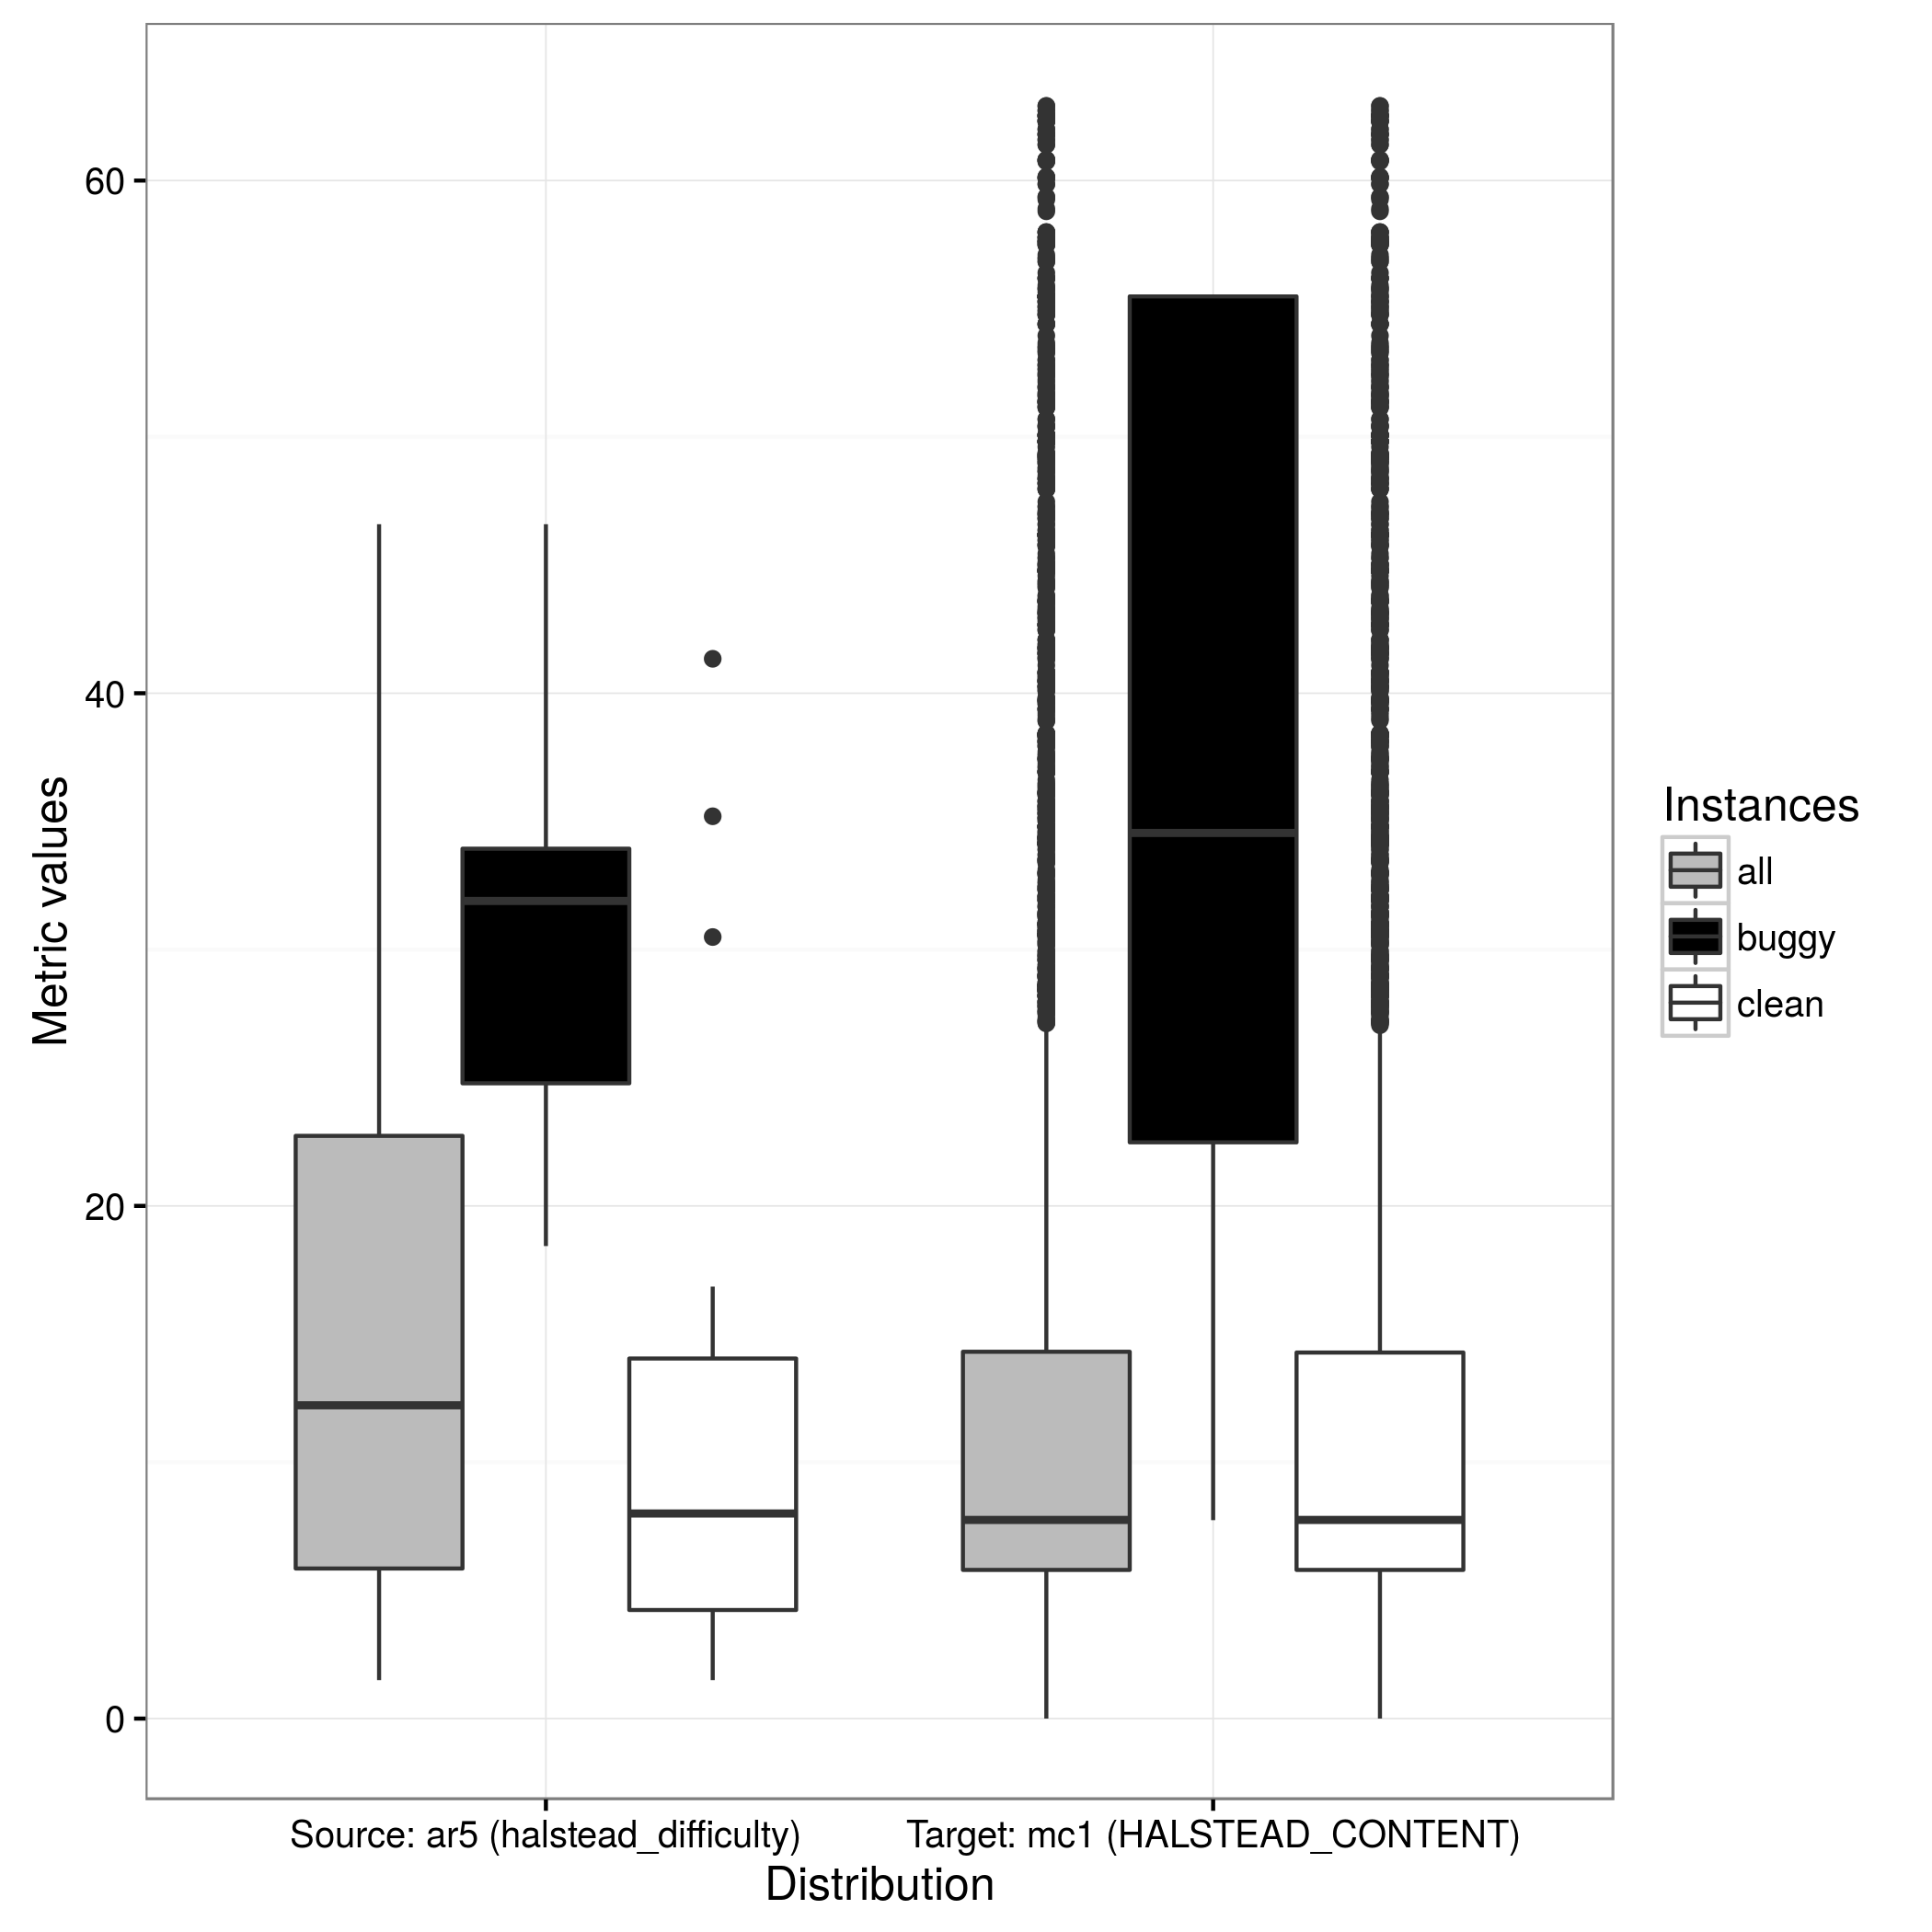 Metric values
60
40
20
0
Source: ar5 (halstead_difficulty)
Target: mc1 (HALSTEAD_CONTENT)
Distribution
Instances
all
buggy
clean